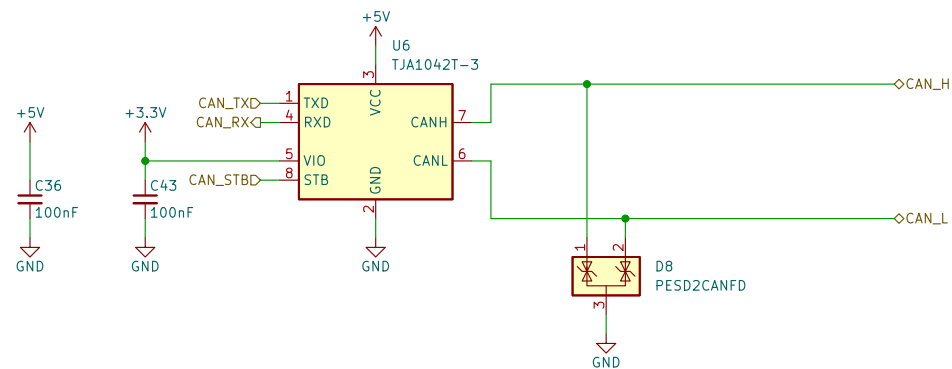 +5V
U6
TJA1042T-3
3
VCC
CAN_TX
1
TXD
CAN_RX
4
RXD
CANH
7
CAN_H
+5V
+3.3V
5
VIO
CANL
6
CAN_STB
8
STB
GND
2
C36
100nF
C43
100nF
CAN_L
GND
GND
GND
1
2
D8
PESD2CANFD
3
GND